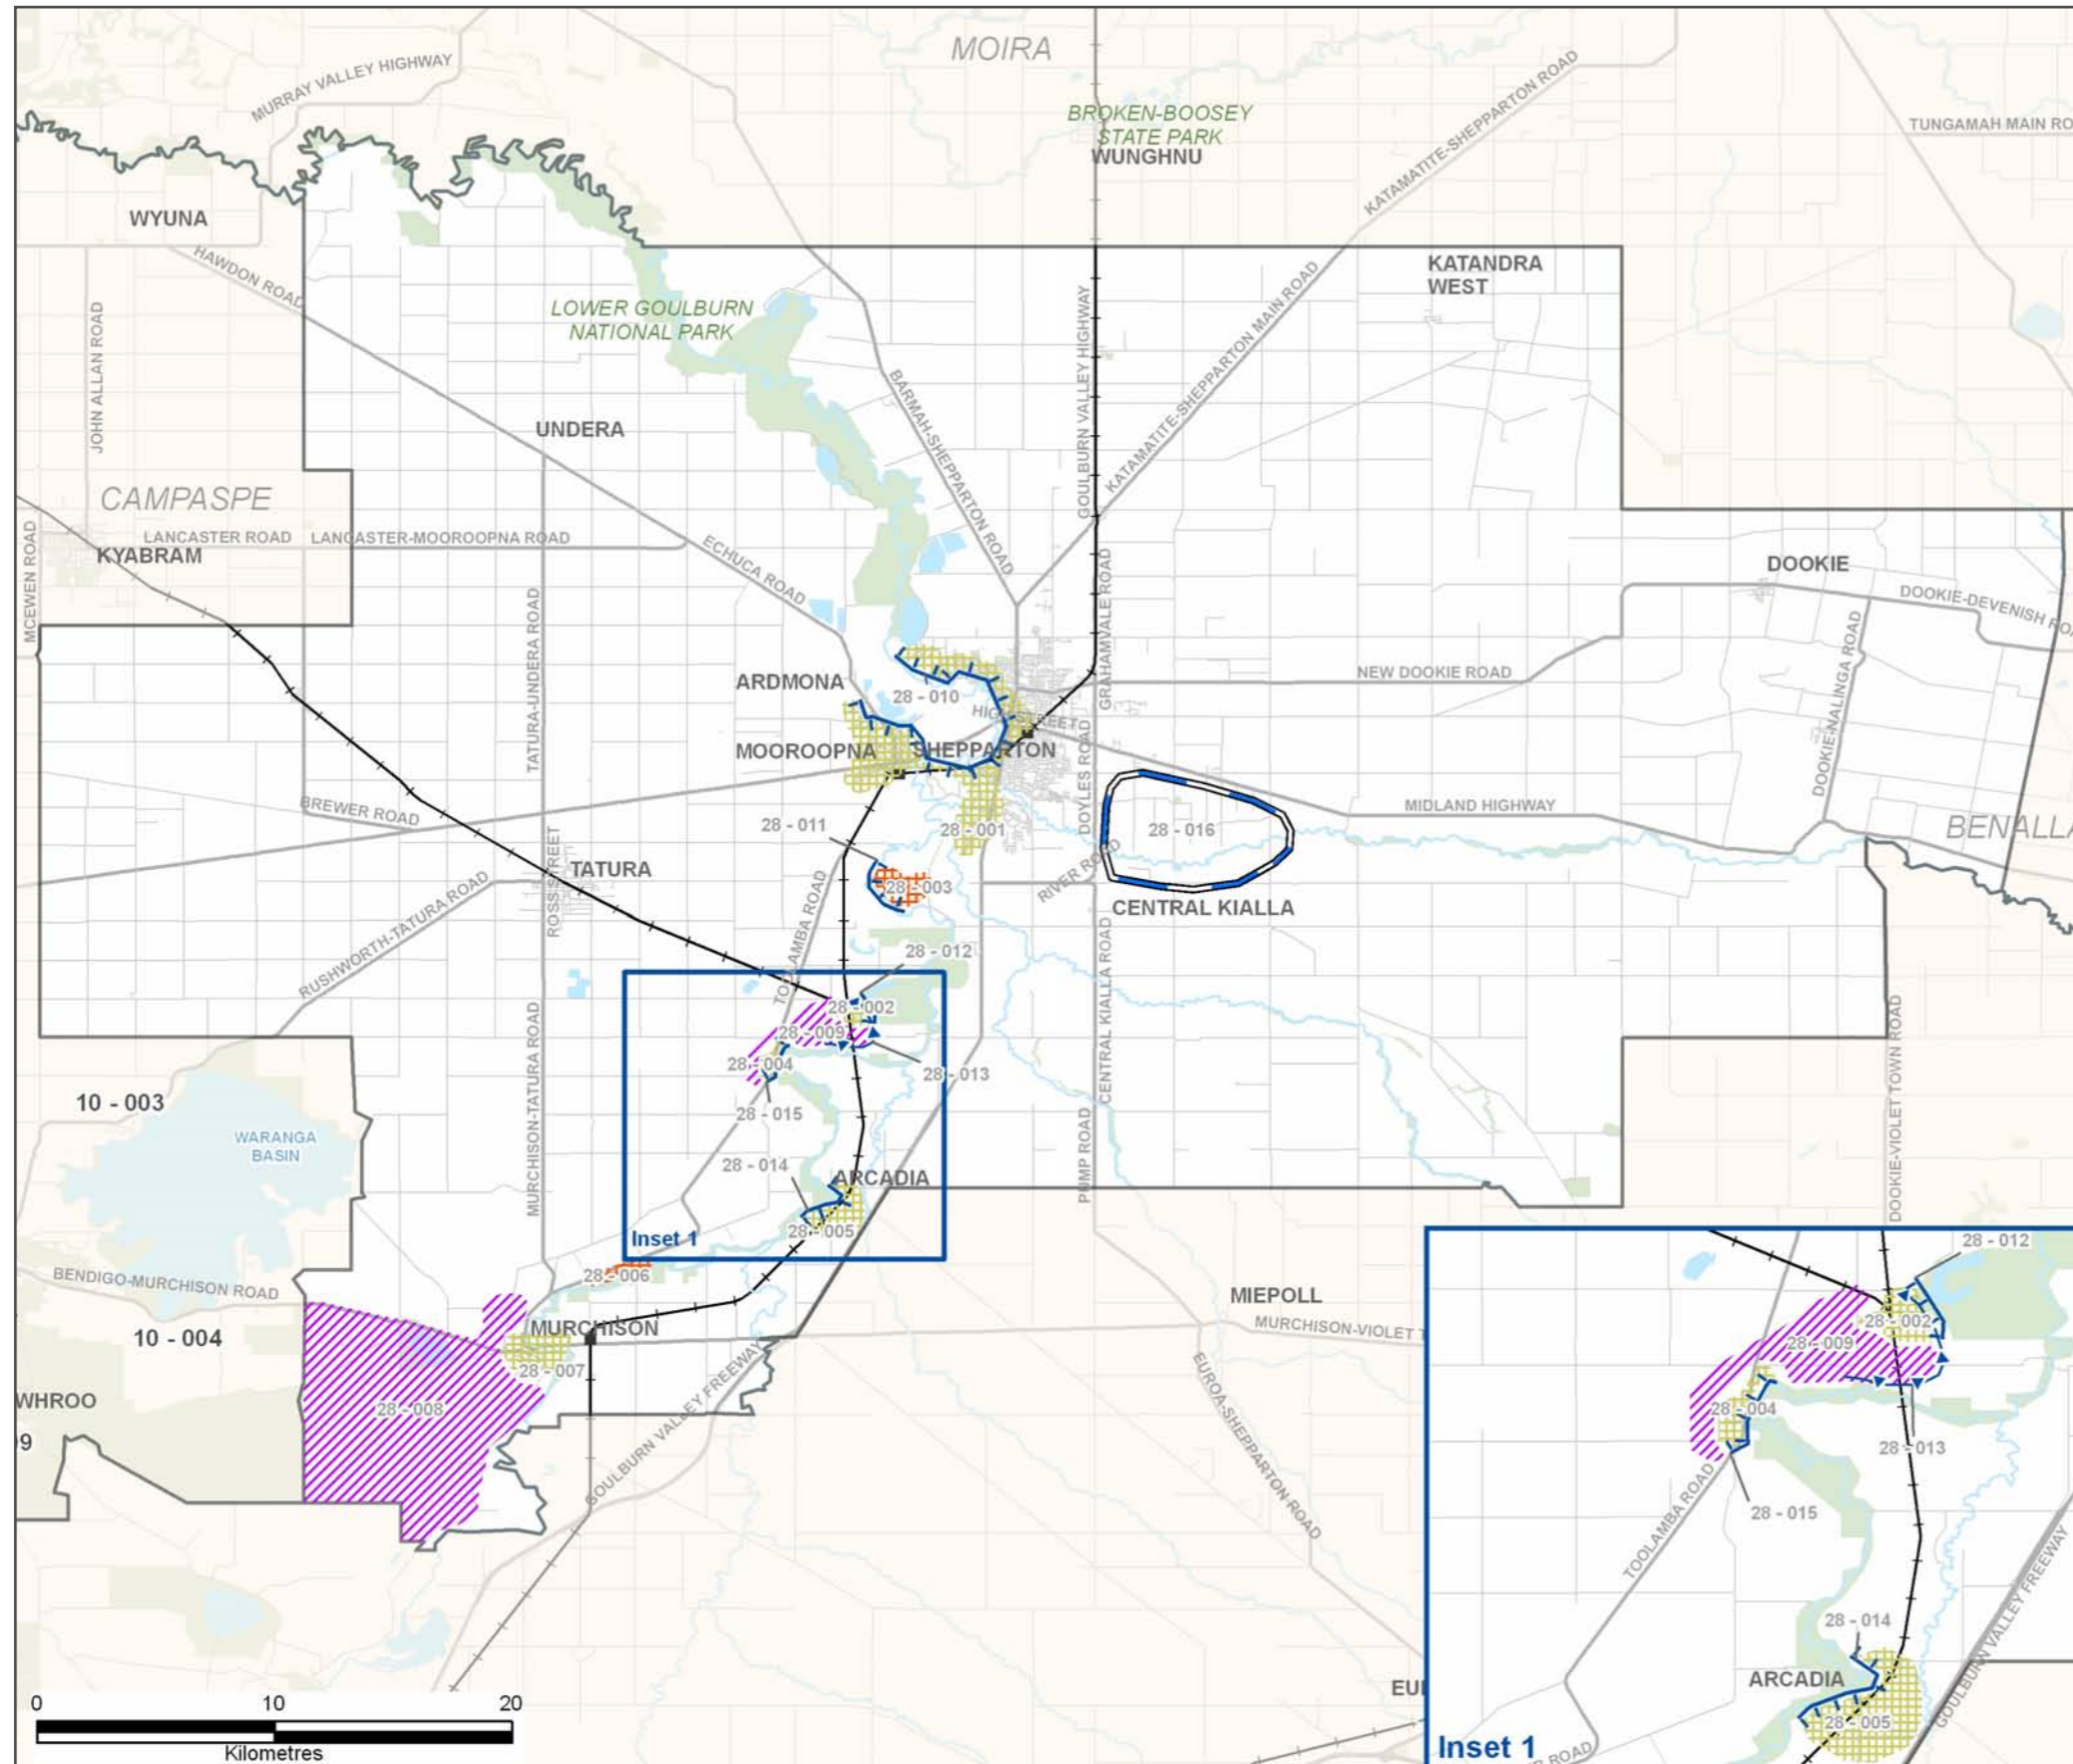 MOIRA
MURRAY VALLEY HIGHWAY
BROKEN-BOOSEY
STATE PARK
WUNGHNU
KATAMATITE-SHEPPARTON ROAD
TUNGAMAH MAIN RO
WYUNA
HAWDON ROAD
KATANDRA
WEST
JOHN ALLAN ROAD
LOWER GOULBURN
NATIONAL PARK
GOULBURN VALLEY HIGHWAY
KATAMATITE-SHEPPARTON MAIN ROAD
BARMAH-SHEPPARTON ROAD
UNDERA
CAMPASPE
LANCASTER ROAD
LANCASTER-MOOROOPNA ROAD
KYABRAM
MCEWEN ROAD
ECHUCA ROAD
GRAHAMVALE ROAD
DOOKIE
DOOKIE-DEVENISH ROA
TATURA-UNDERA ROAD
DOOKIE-NALINGA ROAD
NEW DOOKIE ROAD
ARDMONA
28 - 010
HIGH STREET
MOOROOPNA
SHEPPARTON
DOYLES ROAD
BREWER ROAD
MIDLAND HIGHWAY
28 - 011
28 - 001
28 - 016
BENALLA
ROSS STREET
TATURA
28 - 003
RIVER ROAD
CENTRAL KIALLA
RUSHWORTH-TATURA ROAD
TOOLAMBA ROAD
28 - 012
28 - 002
28 - 009
28 - 004
28 - 013
CENTRAL KIALLA ROAD
MURCHISON-TATURA ROAD
DOOKIE-VIOLET TOWN ROAD
10 - 003
28 - 015
WARANGA
BASIN
PUMP ROAD
28 - 014
ARCADIA
28 - 005
Inset 1
28 - 006
BENDIGO-MURCHISON ROAD
MIEPOLL
10 - 004
MURCHISON
MURCHISON-VIOLET T
28 - 007
GOULBURN VALLEY FREEWAY
EUROA-SHEPPARTON ROAD
WHROO
28 - 008
9
EU
0 10 20
Kilometres
28 - 012
28 - 002
28 - 009
28 - 004
28 - 013
28 - 015
TOOLAMBA ROAD
GOULBURN VALLEY FREEWAY
28 - 014
ARCADIA
28 - 005
Inset 1
ROAD